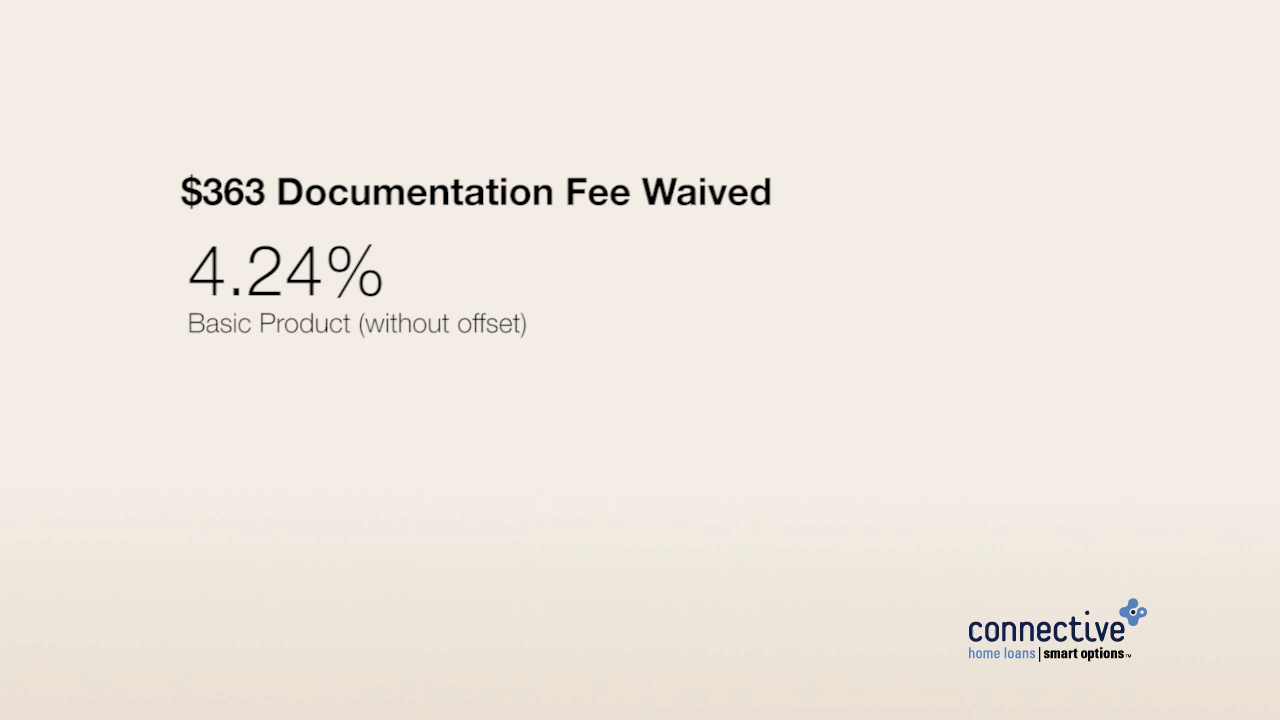 $363 Documentation Fee Waived
4.24%
Basic Product (without offset)
connective
home loans | smart options™